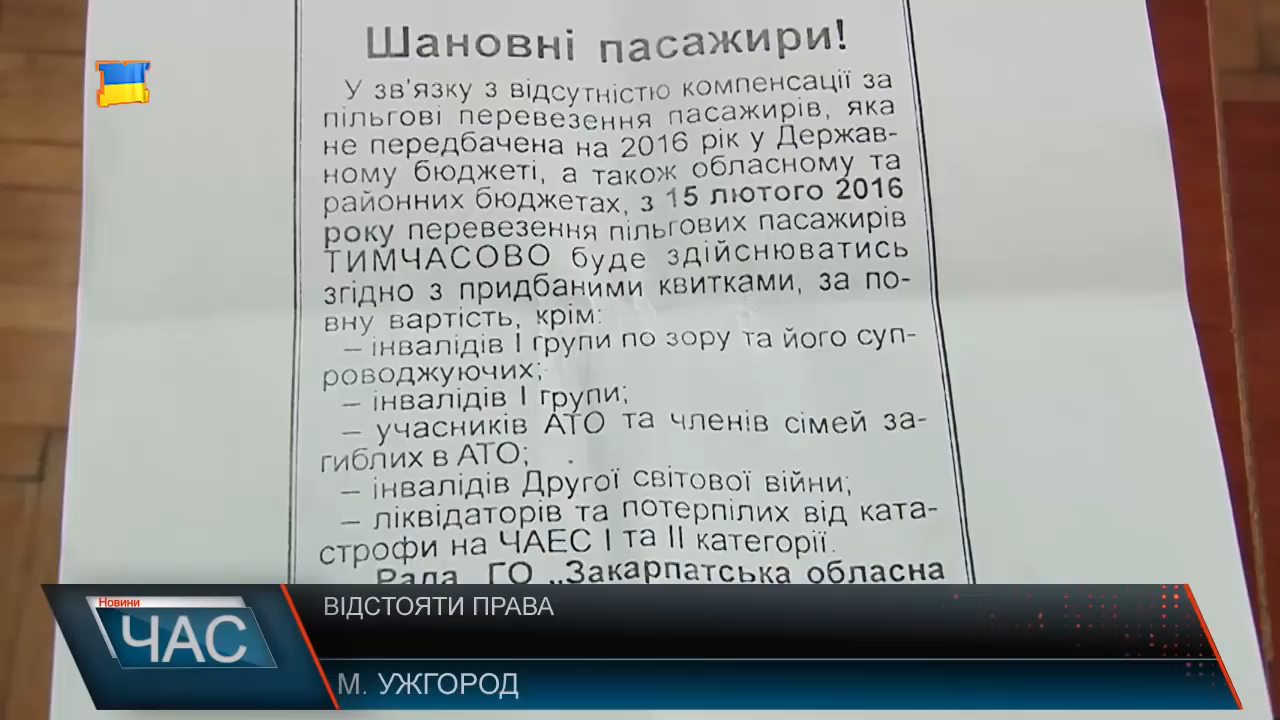 Шановні пасажири!
У зв'язку з відсутністю компенсації за
пільгові перевезення пасажирів, яка
не передбачена на 2016 рік у Держав-
ному бюджеті, а також обласному та
районних бюджетах, з 15 лютого 2016
року перевезення пільгових пасажирів
ТИМЧАСОВО буде здійснюватись
згідно з придбаними квитками, за по-
вну вартість, крім:
– інвалідів І групи по зору та його суп-
роводжуючих;
– інвалідів І групи;
– учасників АТО та членів сімей за-
гиблих в АТО;
– інвалідів Другої світової війни;
– ліквідаторів та потерпілих від ката-
строфи на ЧАЕС І та ІІ категорії.
Рада ГО „Закарпатська обласна
Новини
ЧАС
ВІДСТОЯТИ ПРАВА
М. УЖГОРОД